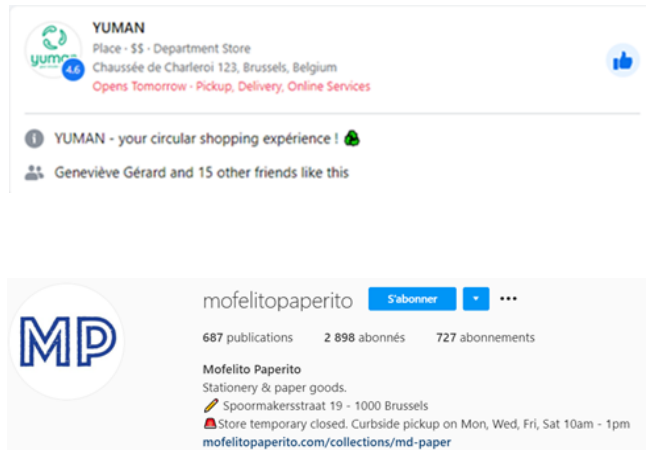 YUMAN
Place · $$ · Department Store
yuman
4.6
Chaussée de Charleroi 123, Brussels, Belgium
Opens Tomorrow · Pickup, Delivery, Online Services
YUMAN - your circular shopping expérience !
Geneviève Gérard and 15 other friends like this
mofelitopaperito S'abonner
MP
687 publications 2 898 abonnés 727 abonnements
Mofelito Paperito
Stationery & paper goods.
Spoormakersstraat 19 - 1000 Brussels
Store temporary closed. Curbside pickup on Mon, Wed, Fri, Sat 10am - 1pm
mofelitopaperito.com/collections/md-paper